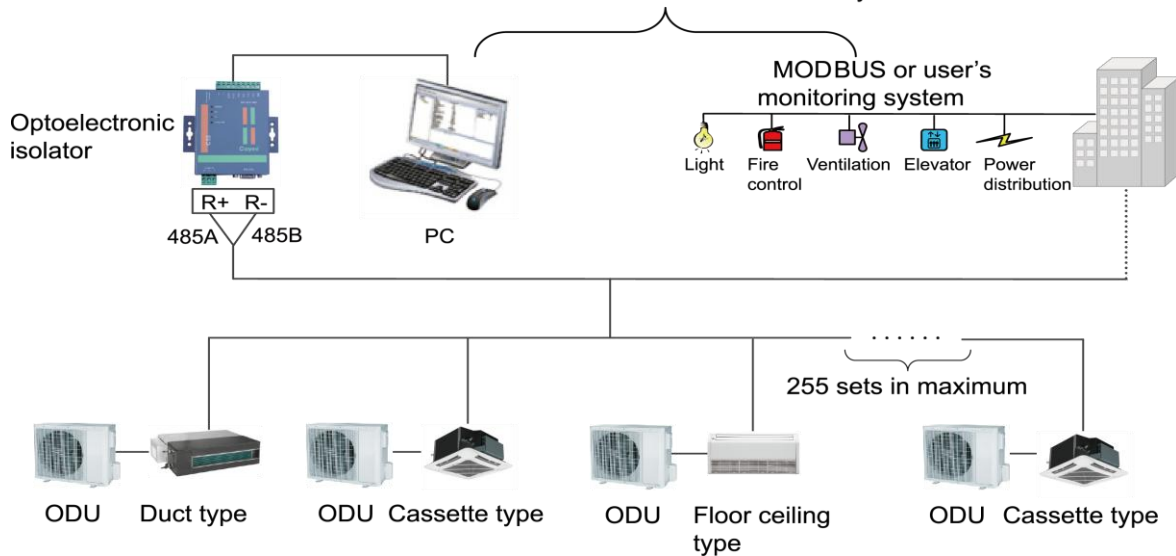 MODBUS or user's
monitoring system
Optoelectronic
isolator
Light
Fire
control
Ventilation
Elevator
Power
distribution
R+ R-
485A
485B
PC
255 sets in maximum
ODU
Duct type
ODU
Cassette type
ODU
Floor ceiling
type
ODU
Cassette type